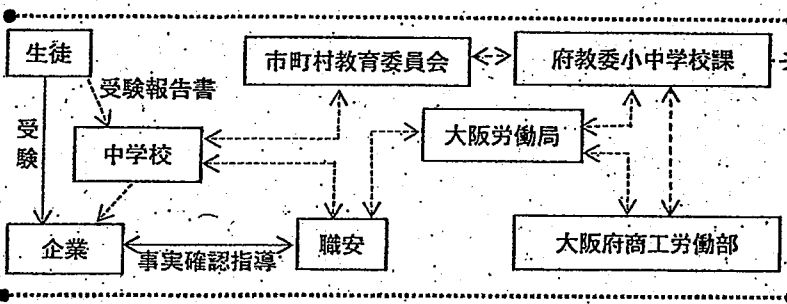 生徒
市町村教育委員会
府教委小中学校課
受験報告書
受験
中学校
大阪労働局
企業
事実確認指導
職安
大阪府商工労働部